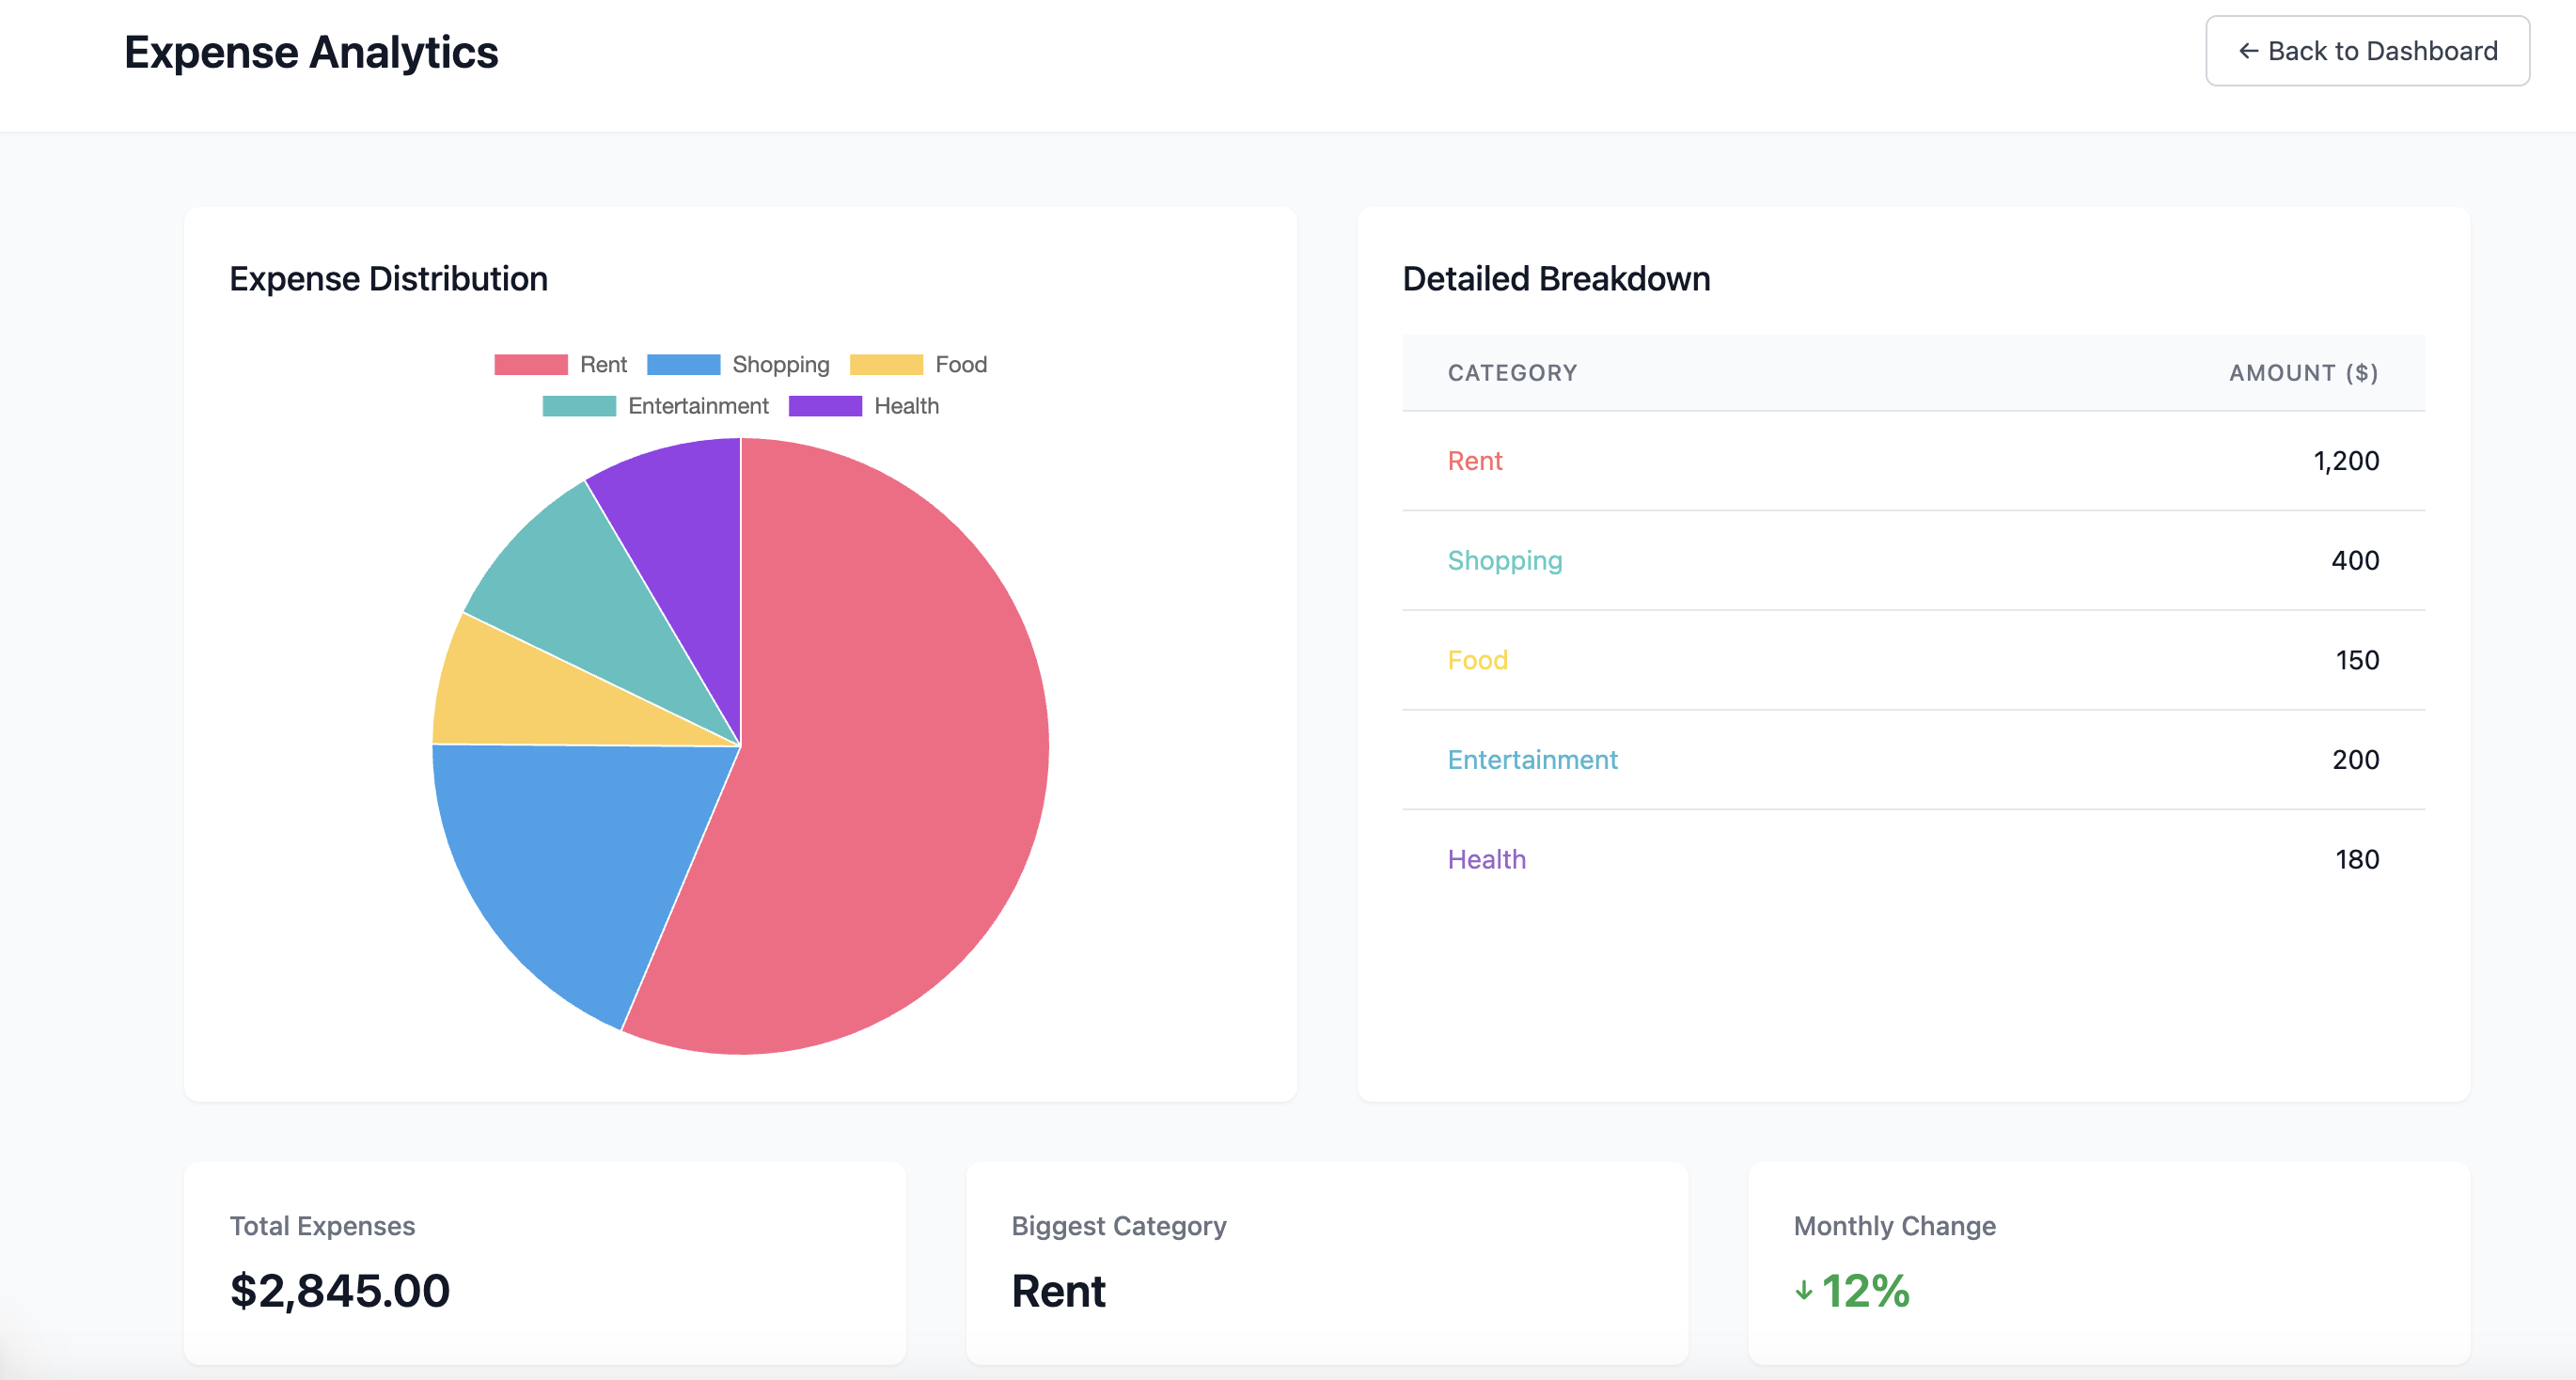 Expense Analytics
← Back to Dashboard
Expense Distribution
Rent Shopping Food
Entertainment Health
Detailed Breakdown
CATEGORY AMOUNT ($)
Rent 1,200
Shopping 400
Food 150
Entertainment 200
Health 180
Total Expenses
$2,845.00
Biggest Category
Rent
Monthly Change
↓ 12%